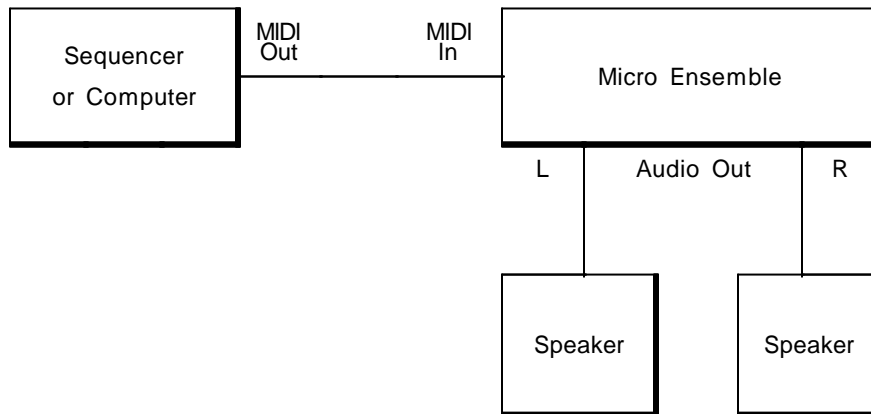 Sequencer
or Computer
MIDI
Out
MIDI
In
Micro Ensemble
L
Audio Out
R
Speaker
Speaker